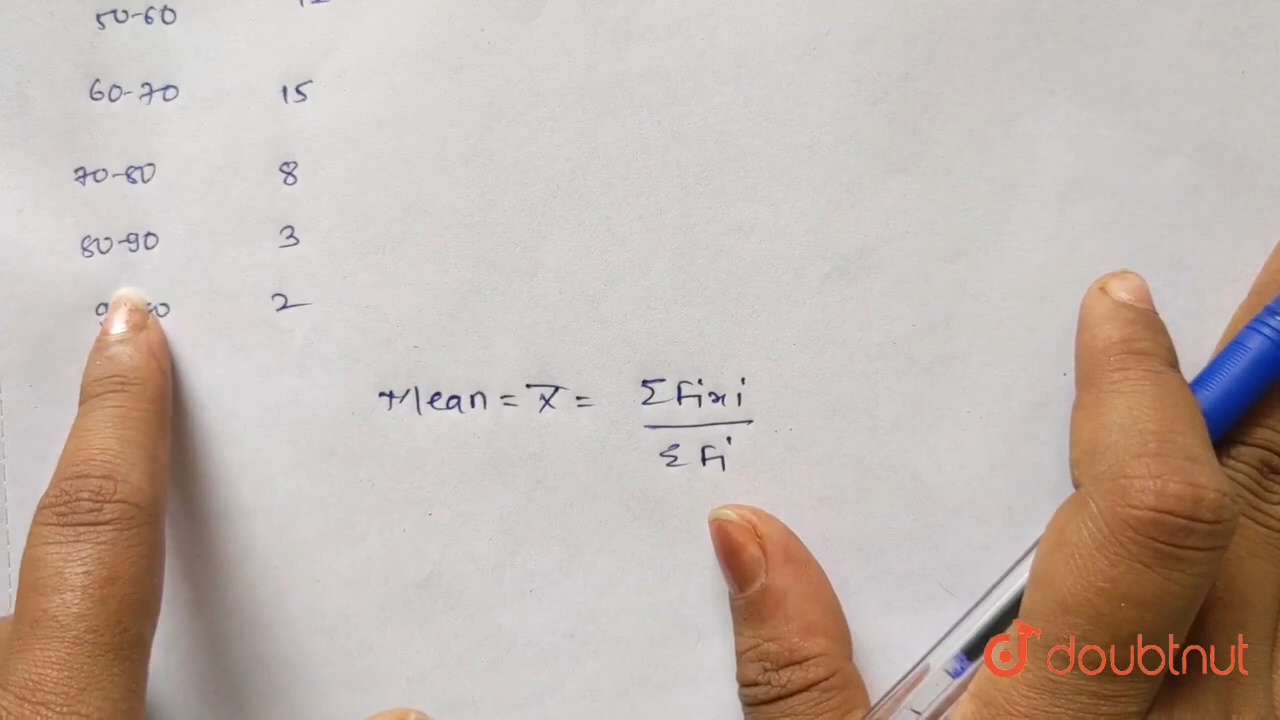 50-60
60-70 15
70-80 8
80-90 3
2
Mean = x̄ = Σfixi
Σfi
doubtnut